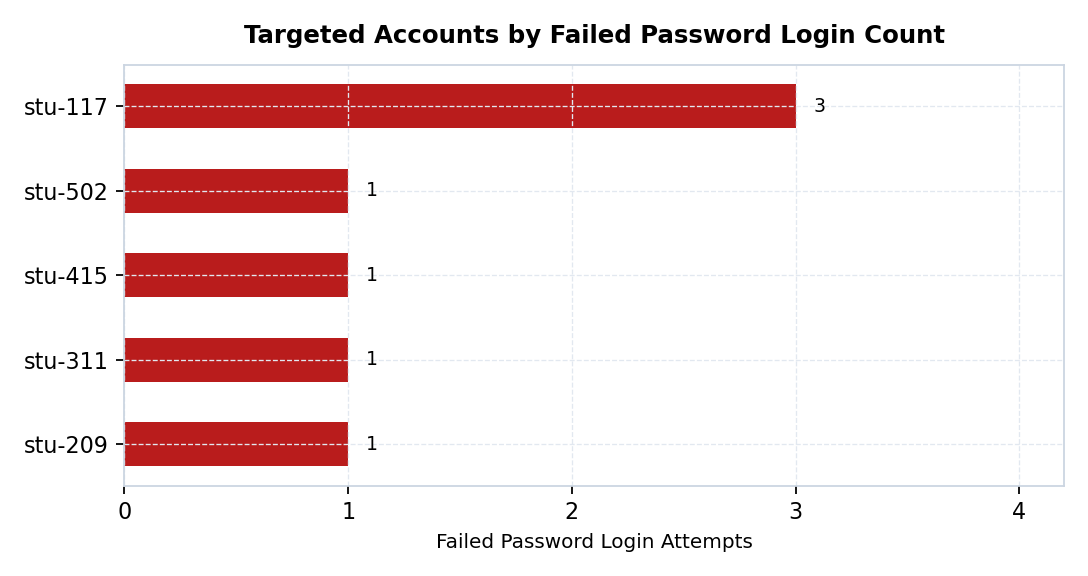 Targeted Accounts by Failed Password Login Count
stu-117 3
stu-502 1
stu-415 1
stu-311 1
stu-209 1
0 1 2 3 4
Failed Password Login Attempts